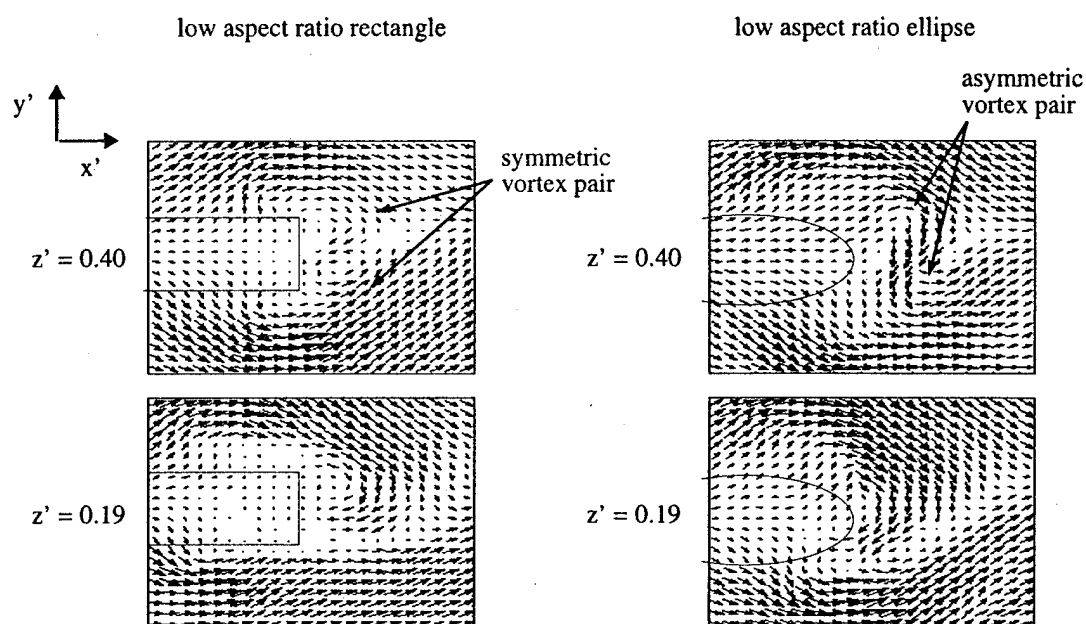 low aspect ratio rectangle
low aspect ratio ellipse
y’
x’
symmetric
vortex pair
asymmetric
vortex pair
z’ = 0.40
z’ = 0.40
z’ = 0.19
z’ = 0.19